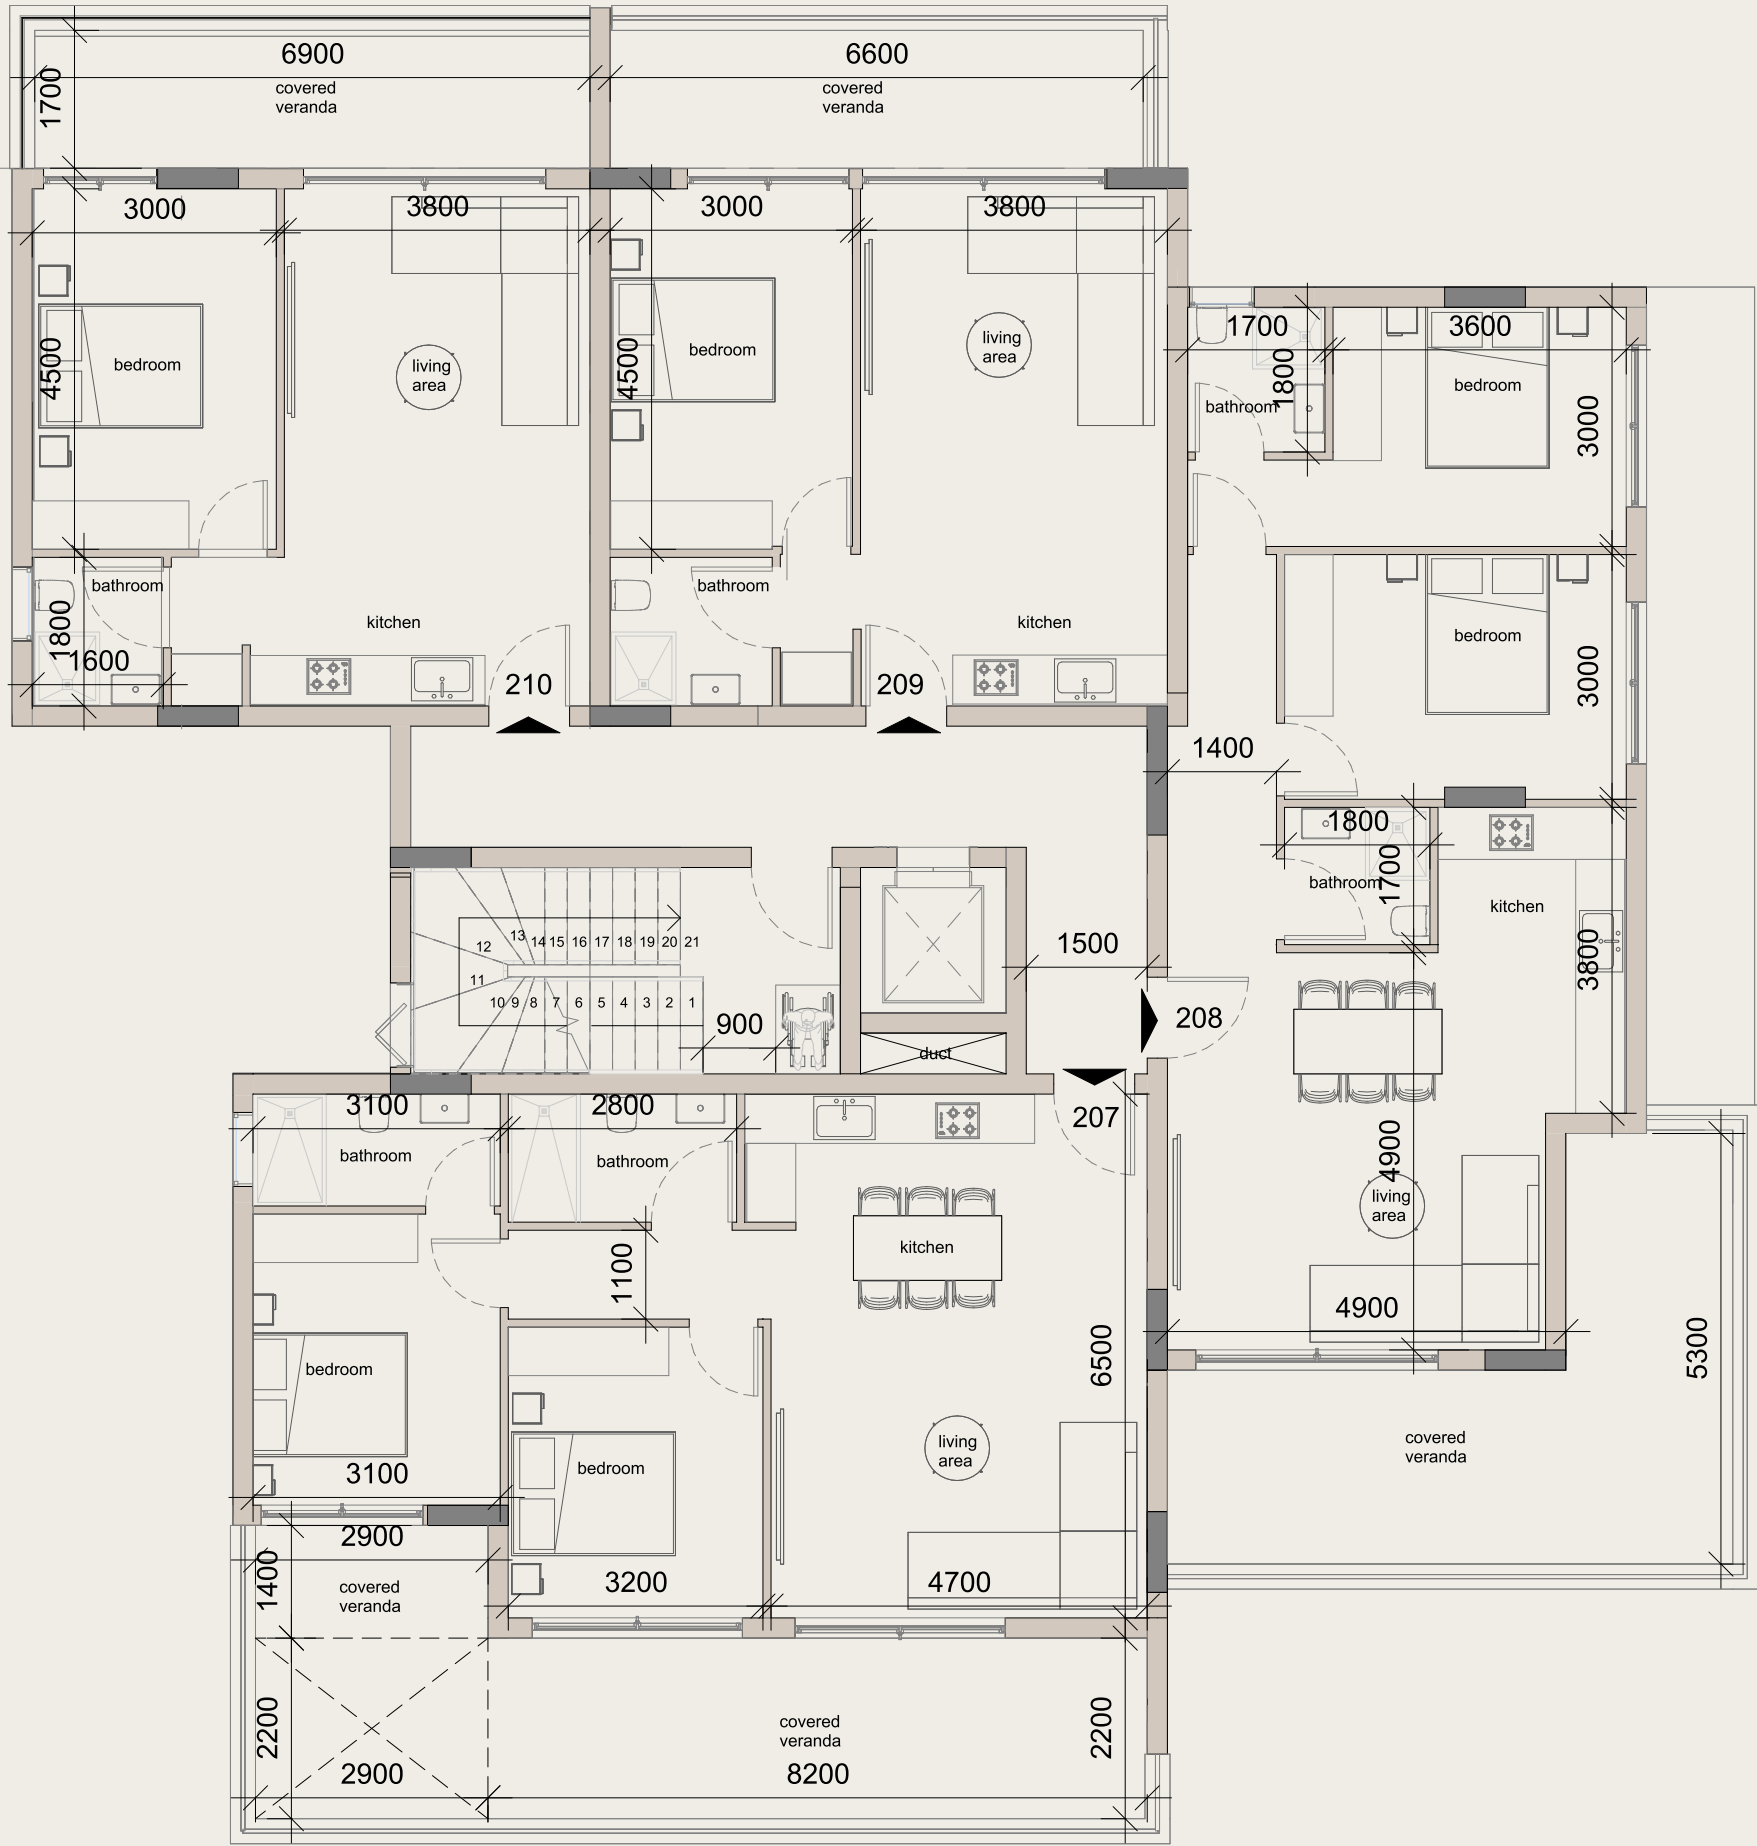 6900
6600
covered
veranda
covered
veranda
1700
3000
3800
3000
3800
1700
3600
4500
bedroom
living
area
4500
bedroom
living
area
1800
bathroom
bedroom
3000
bathroom
1800
1600
kitchen
210
bathroom
kitchen
209
bedroom
3000
1400
1800
1700
bathroom
kitchen
3800
12
13
14
15
16
17
18
19
20
21
11
10
9
8
7
6
5
4
3
2
1
900
duct
1500
208
3100
2800
207
bathroom
bathroom
1100
kitchen
4900
living
area
4900
5300
bedroom
3100
bedroom
living
area
6500
covered
veranda
2900
1400
covered
veranda
3200
4700
2200
2900
covered
veranda
8200
2200